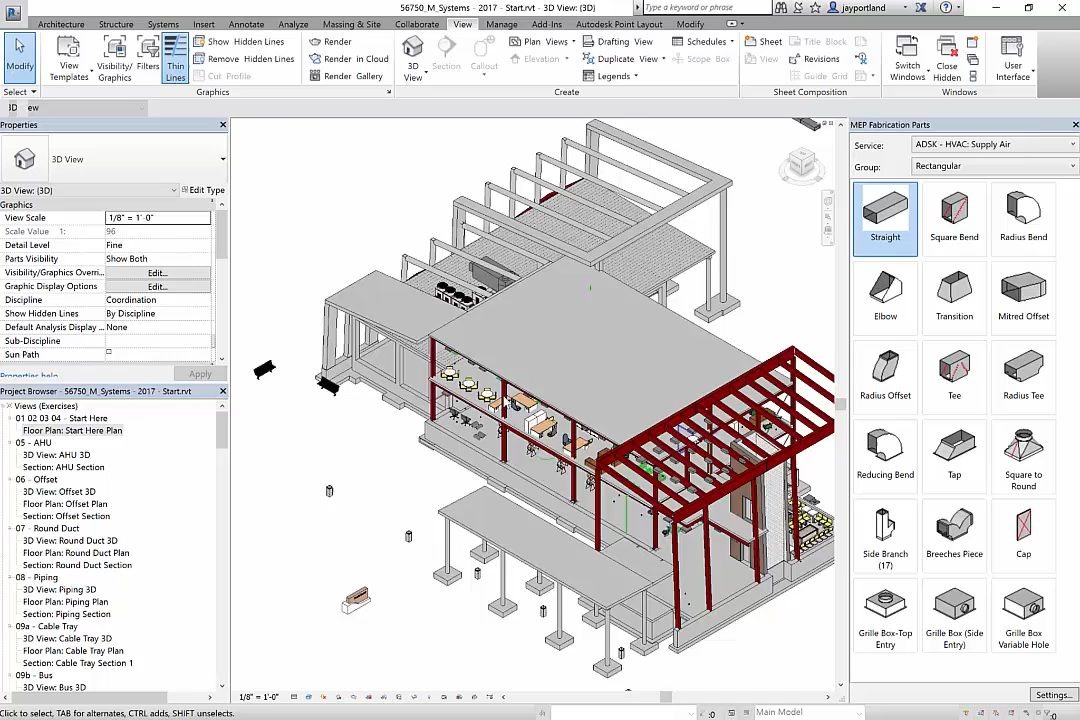 56750_M_Systems - 2017 - Start.rvt - 3D View: (3D)
Type a keyword or phrase
jayportland
Architecture Structure Systems Insert Annotate Analyze Massing & Site Collaborate View Manage Add-Ins Autodesk Point Layout Modify
Modify
View Templates
Visibility/ Graphics
Filters
Thin Lines
Show Hidden Lines
Remove Hidden Lines
Cut Profile
Render
Render in Cloud
Render Gallery
3D View
Section
Callout
Plan Views
Elevation
Drafting View
Duplicate View
Legends
Schedules
Scope Box
Sheet
View
Title Block
Revisions
Guide Grid
Switch Windows
Close Hidden
User Interface
Select
Graphics
Create
Sheet Composition
Windows
3D ew
Properties
3D View
3D View: (3D)
Edit Type
Graphics
View Scale 1/8" = 1'-0"
Scale Value 1: 96
Detail Level Fine
Parts Visibility Show Both
Visibility/Graphics Overri... Edit...
Graphic Display Options Edit...
Discipline Coordination
Show Hidden Lines By Discipline
Default Analysis Display ... None
Sub-Discipline
Sun Path
Properties help
Apply
Project Browser - 56750_M_Systems - 2017 - Start.rvt
Views (Exercises)
01 02 03 04 - Start Here
Floor Plan: Start Here Plan
05 - AHU
3D View: AHU 3D
Section: AHU Section
06 - Offset
3D View: Offset 3D
Floor Plan: Offset Plan
Section: Offset Section
07 - Round Duct
3D View: Round Duct 3D
Floor Plan: Round Duct Plan
Section: Round Duct Section
08 - Piping
3D View: Piping 3D
Floor Plan: Piping Plan
Section: Piping Section
09a - Cable Tray
3D View: Cable Tray 3D
Floor Plan: Cable Tray Plan
Section: Cable Tray Section 1
09b - Bus
3D View: Bus 3D
MEP Fabrication Parts
Service: ADSK - HVAC: Supply Air
Group: Rectangular
Straight
Square Bend
Radius Bend
Elbow
Transition
Mitred Offset
Radius Offset
Tee
Radius Tee
Reducing Bend
Tap
Square to Round
Side Branch (17)
Breeches Piece
Cap
Grille Box-Top Entry
Grille Box (Side Entry)
Grille Box Variable Hole
Settings...
1/8" = 1'-0"
Click to select, TAB for alternates, CTRL adds, SHIFT unselects.
:0
Main Model
:0